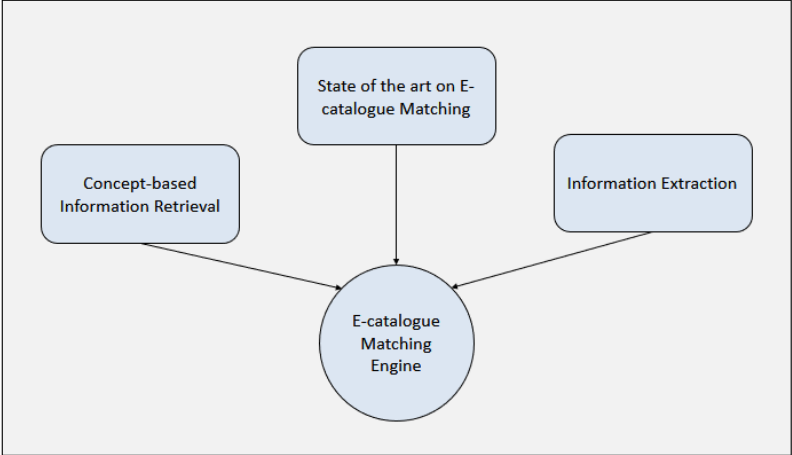 State of the art on E-
catalogue Matching
Concept-based
Information Retrieval
Information Extraction
E-catalogue
Matching
Engine